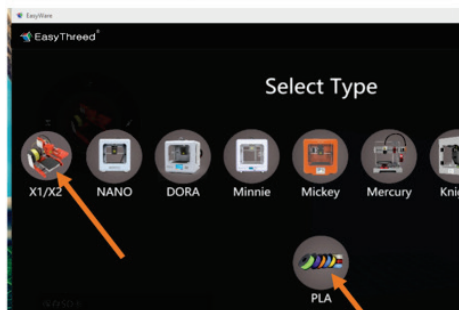 EasyWare
EasyThreed®
Select Type
X1/X2 NANO DORA Minnie Mickey Mercury
PLA